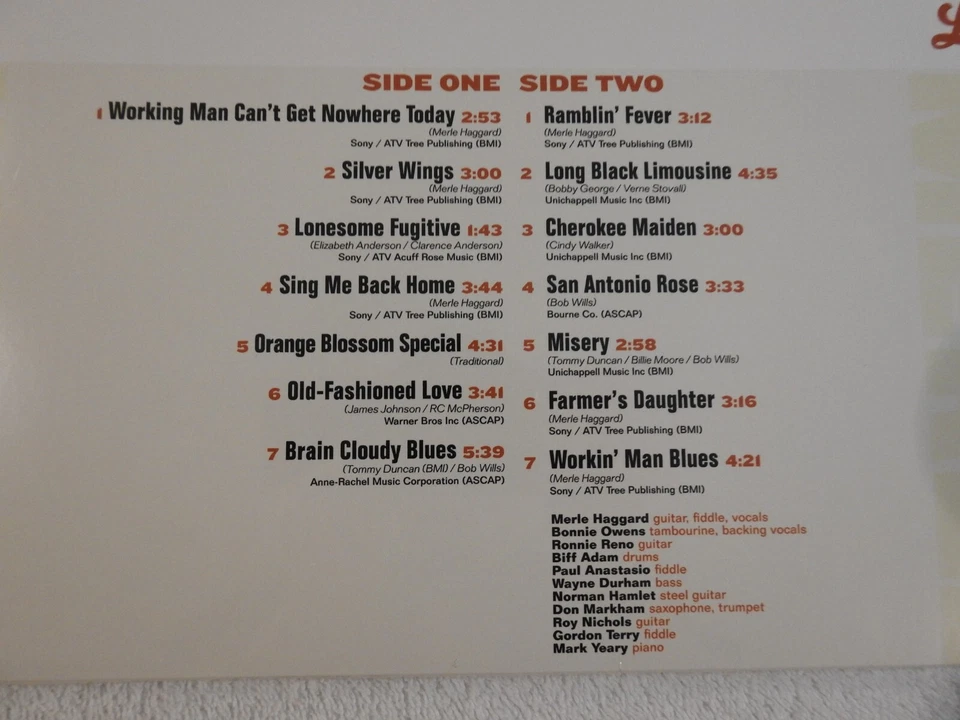 SIDE ONE
1 Working Man Can't Get Nowhere Today 2:53
(Merle Haggard)
Sony / ATV Tree Publishing (BMI)
2 Silver Wings 3:00
(Merle Haggard)
Sony / ATV Tree Publishing (BMI)
3 Lonesome Fugitive 1:43
(Elizabeth Anderson / Clarence Anderson)
Sony / ATV Acuff Rose Music (BMI)
4 Sing Me Back Home 3:44
(Merle Haggard)
Sony / ATV Tree Publishing (BMI)
5 Orange Blossom Special 4:31
(Traditional)
6 Old-Fashioned Love 3:41
(James Johnson / RC McPherson)
Warner Bros Inc (ASCAP)
7 Brain Cloudy Blues 5:39
(Tommy Duncan (BMI) / Bob Wills)
Anne-Rachel Music Corporation (ASCAP)
SIDE TWO
1 Ramblin' Fever 3:12
(Merle Haggard)
Sony / ATV Tree Publishing (BMI)
2 Long Black Limousine 4:35
(Bobby George / Verne Stovall)
Unichappell Music Inc (BMI)
3 Cherokee Maiden 3:00
(Cindy Walker)
Unichappell Music Inc (BMI)
4 San Antonio Rose 3:33
(Bob Wills)
Bourne Co. (ASCAP)
5 Misery 2:58
(Tommy Duncan / Billie Moore / Bob Wills)
Unichappell Music Inc (BMI)
6 Farmer's Daughter 3:16
(Merle Haggard)
Sony / ATV Tree Publishing (BMI)
7 Workin' Man Blues 4:21
(Merle Haggard)
Sony / ATV Tree Publishing (BMI)
Merle Haggard guitar, fiddle, vocals
Bonnie Owens tambourine, backing vocals
Ronnie Reno guitar
Biff Adam drums
Paul Anastasio fiddle
Wayne Durham bass
Norman Hamlet steel guitar
Don Markham saxophone, trumpet
Roy Nichols guitar
Gordon Terry fiddle
Mark Yeary piano